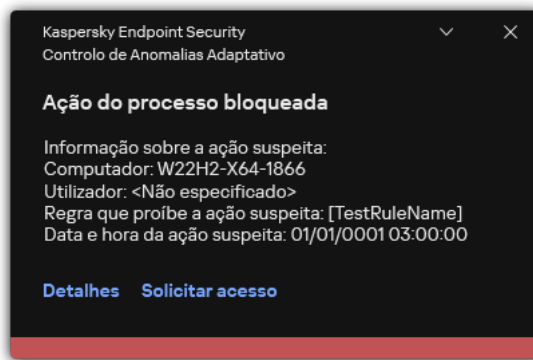 Kaspersky Endpoint Security
Controlo de Anomalias Adaptativo
Ação do processo bloqueada
Informação sobre a ação suspeita:
Computador: W22H2-X64-1866
Utilizador: <Não especificado>
Regra que proíbe a ação suspeita: [TestRuleName]
Data e hora da ação suspeita: 01/01/0001 03:00:00
Detalhes Solicitar acesso